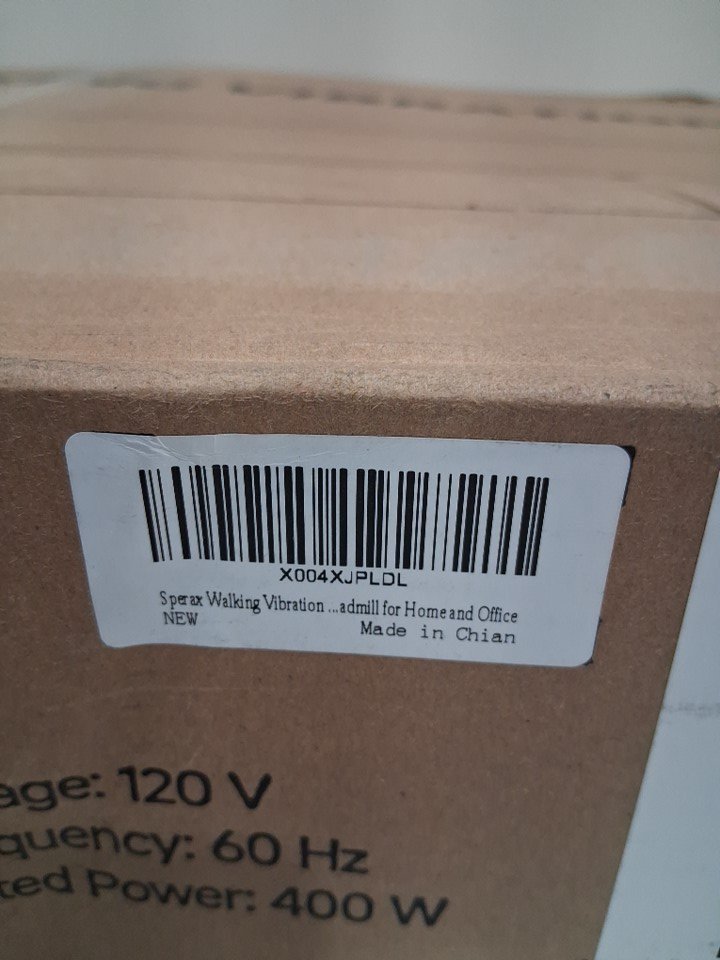 X004XJPLDL
Sperax Walking Vibration ...admill for Home and Office
NEW
Made in Chian
age: 120 V
quency: 60 Hz
ted Power: 400 W